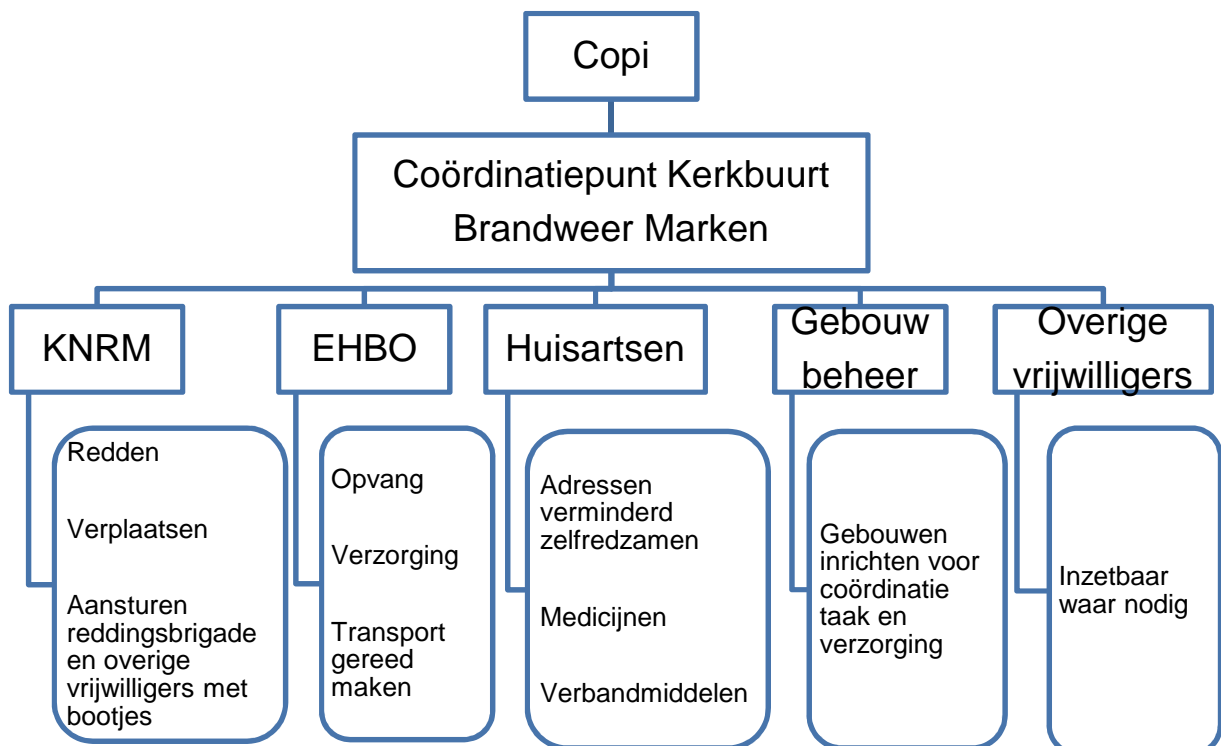 Copi
Coördinatiepunt Kerkbuurt
Brandweer Marken
KNRM
EHBO
Huisartsen
Gebouw
beheer
Overige
vrijwilligers
Redden
Verplaatsen
Aansturen
reddingsbrigade
en overige
vrijwilligers met
bootjes
Opvang
Verzorging
Transport
gereed
maken
Adressen
verminderd
zelfredzamen
Medicijnen
Verbandmiddelen
Gebouwen
inrichten voor
coördinatie
taak en
verzorging
Inzetbaar
waar nodig